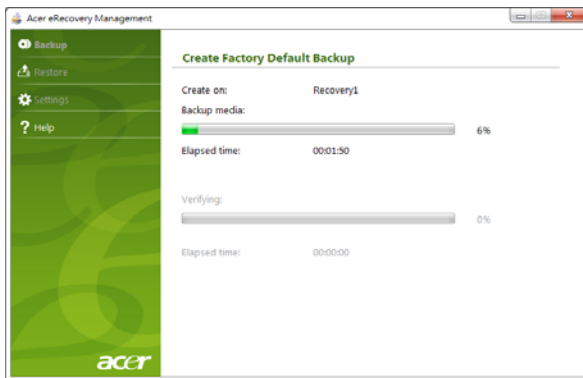 Acer eRecovery Management
Backup
Restore
Settings
? Help
Create Factory Default Backup
Create on: Recovery1
Backup media:
6%
Elapsed time: 00:01:50
Verifying:
0%
Elapsed time: 00:00:00
acer